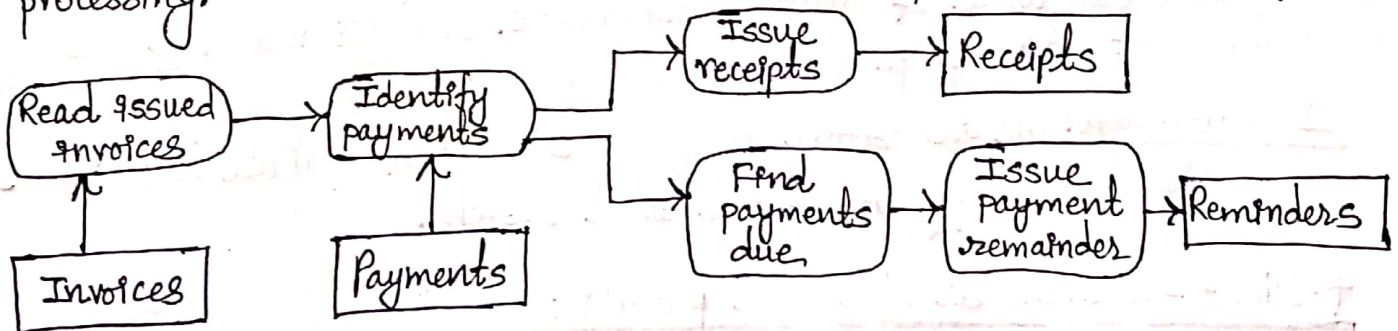 processing.
Issue
receipts
Receipts
Read issued
invoices
Identify
payments
Find
payments
due
Issue
payment
remainder
Reminders
Invoices
Payments